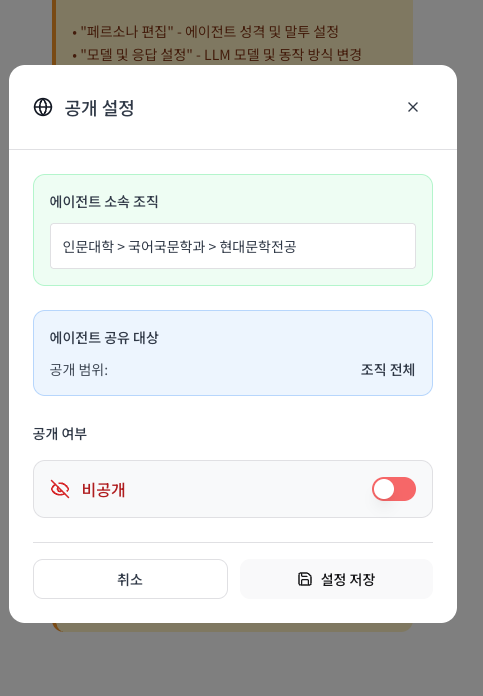 • "페르소나 편집" - 에이전트 성격 및 말투 설정
• "모델 및 응답 설정" - LLM 모델 및 동작 방식 변경
공개 설정
에이전트 소속 조직
인문대학 > 국어국문학과 > 현대문학전공
에이전트 공유 대상
공개 범위: 조직 전체
공개 여부
비공개
취소 설정 저장